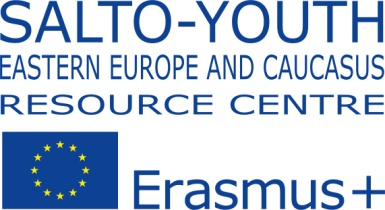 SALTO-YOUTH
EASTERN EUROPE AND CAUCASUS
RESOURCE CENTRE
Erasmus+